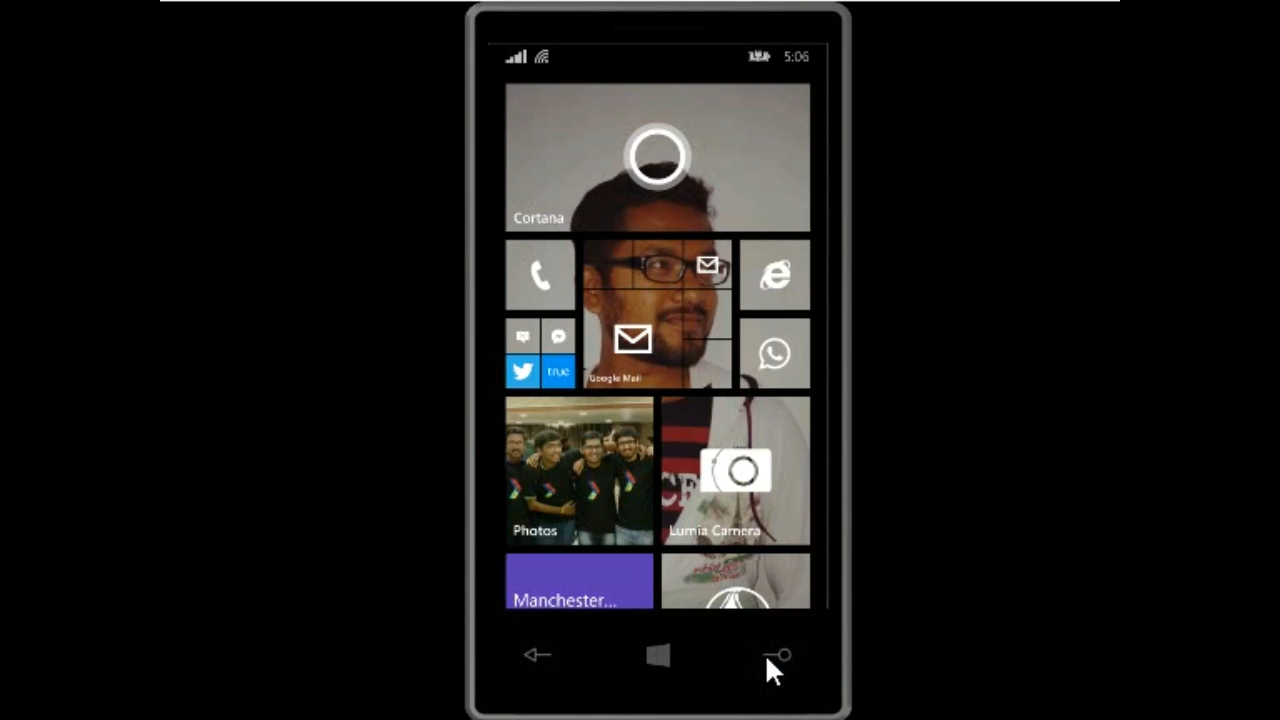 5:06
Cortana
Google Mail
true
Photos
Lumia Camera
Manchester...